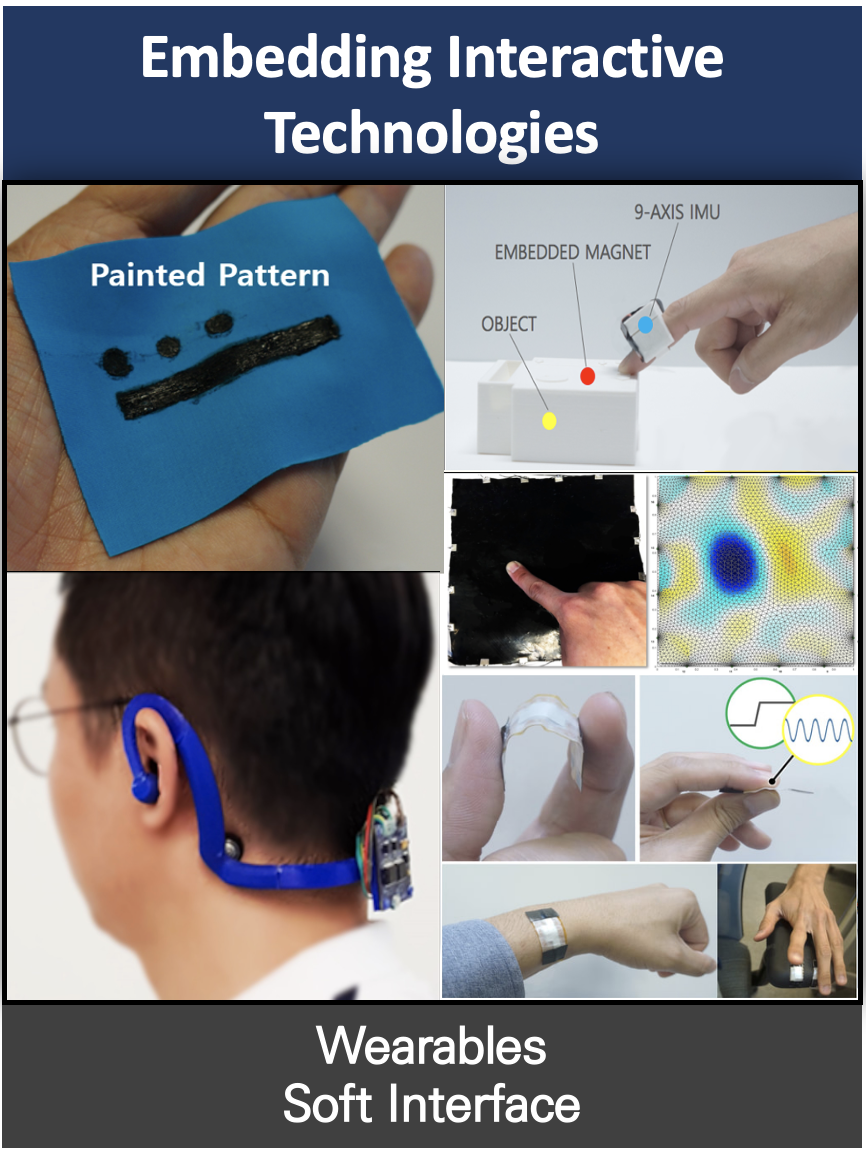 Embedding Interactive
Technologies
Painted Pattern
9-AXIS IMU
EMBEDDED MAGNET
OBJECT
Wearables
Soft Interface